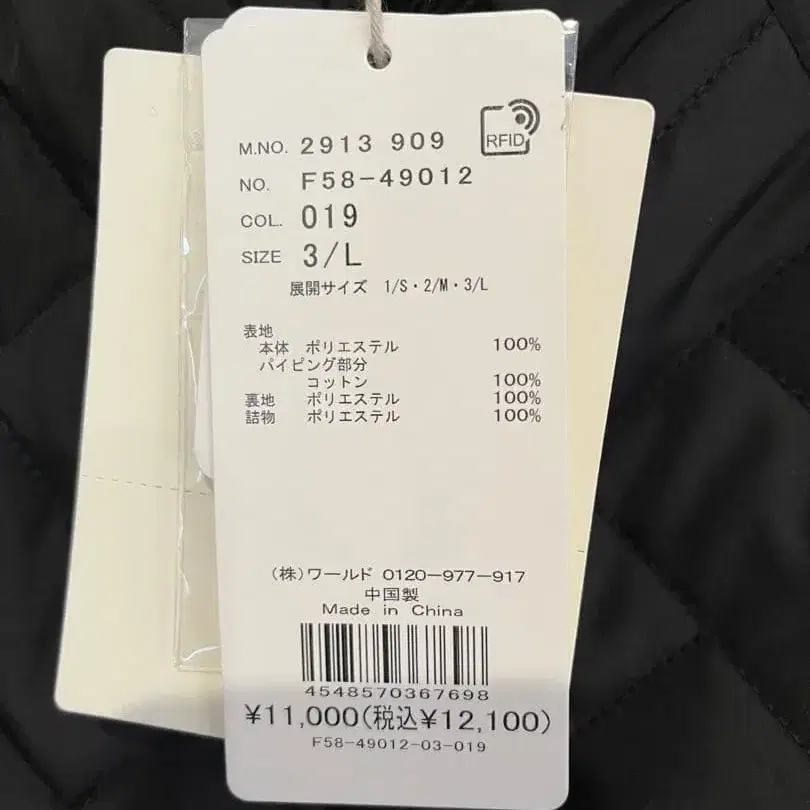 RFID
M.NO. 2913 909
NO. F58-49012
COL. 019
SIZE 3/L
展開サイズ 1/S・2/M・3/L
表地
本体 ポリエステル 100%
パイピング部分
コットン 100%
裏地 ポリエステル 100%
詰物 ポリエステル 100%
(株)ワールド 0120-977-917
中国製
Made in China
4548570367698
¥11,000(税込¥12,100)
F58-49012-03-019